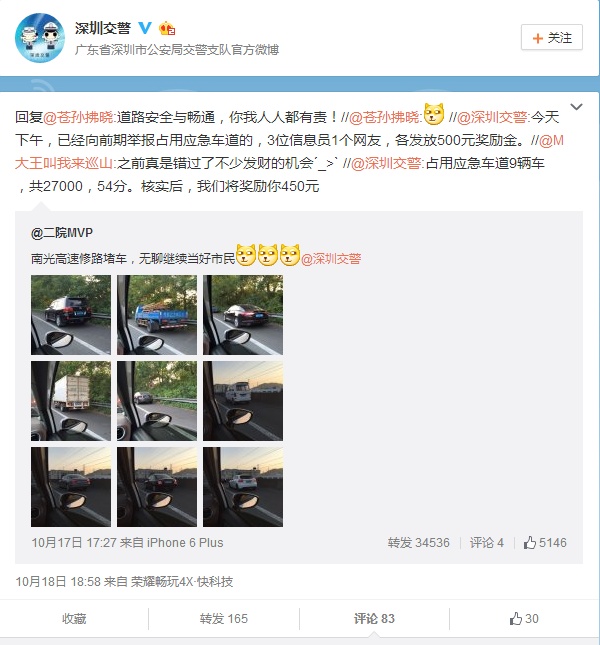 深圳交警
广东省深圳市公安局交警支队官方微博
+ 关注
回复@苍孙拂晓:道路安全与畅通，你我人人都有责！//@苍孙拂晓: //@深圳交警:今天
下午，已经向前期举报占用应急车道的，3位信息员1个网友，各发放500元奖励金。//@M
大王叫我来巡山:之前真是错过了不少发财的机会´_>` //@深圳交警:占用应急车道9辆车
，共27000，54分。核实后，我们将奖励你450元
@二院MVP
南光高速修路堵车，无聊继续当好市民@深圳交警
10月17日 17:27 来自 iPhone 6 Plus 转发 34536 评论 4 5146
10月18日 18:58 来自 荣耀畅玩4X-快科技
收藏 转发 165 评论 83 30